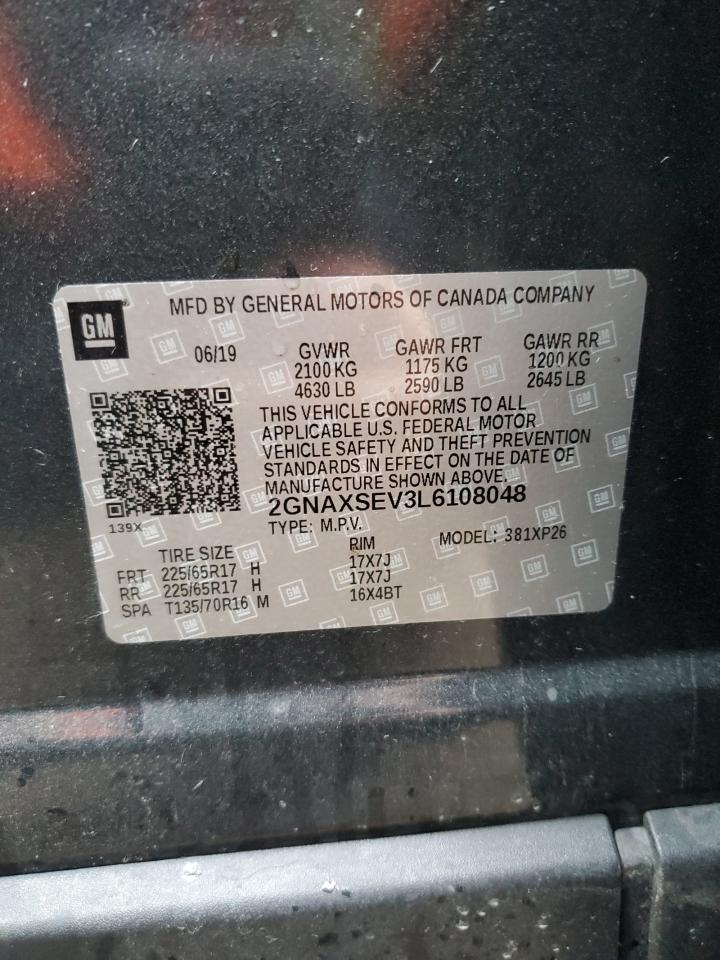 GM
MFD BY GENERAL MOTORS OF CANADA COMPANY
06/19
GVWR
2100 KG
4630 LB
GAWR FRT
1175 KG
2590 LB
GAWR RR
1200 KG
2645 LB
THIS VEHICLE CONFORMS TO ALL
APPLICABLE U.S. FEDERAL MOTOR
VEHICLE SAFETY AND THEFT PREVENTION
STANDARDS IN EFFECT ON THE DATE OF
MANUFACTURE SHOWN ABOVE.
2GNAXSEV3L6108048
139X
TYPE: M.P.V.
MODEL: 381XP26
TIRE SIZE RIM
FRT 225/65R17 H 17X7J
RR 225/65R17 H 17X7J
SPA T135/70R16 M 16X4BT